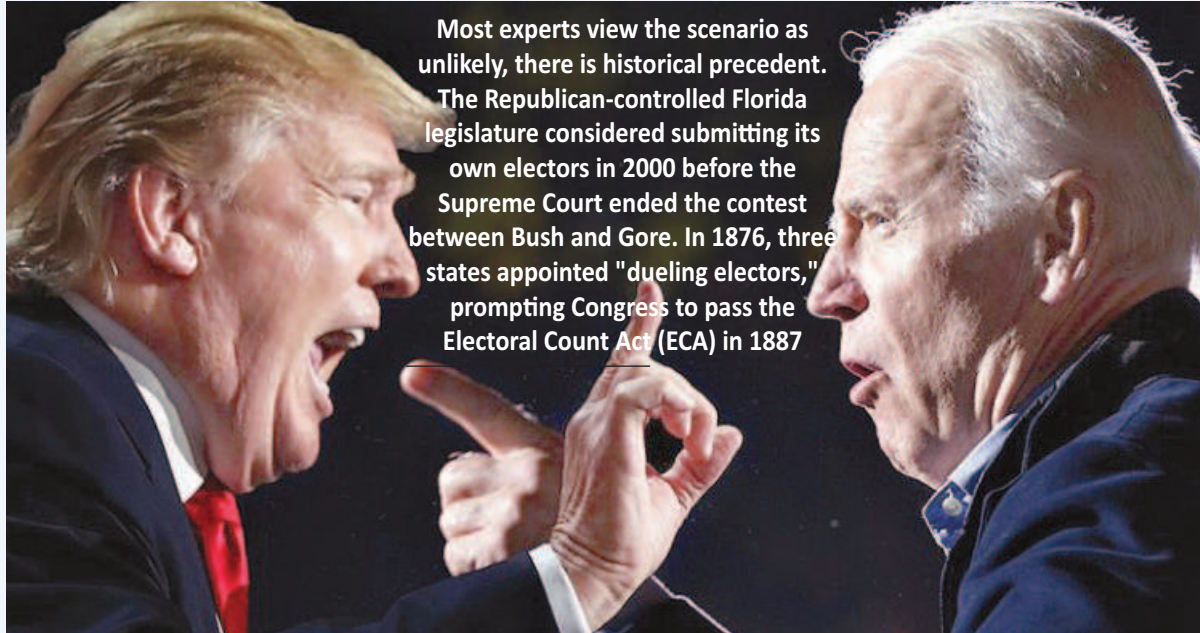 Most experts view the scenario as
unlikely, there is historical precedent.
The Republican-controlled Florida
legislature considered submitting its
own electors in 2000 before the
Supreme Court ended the contest
between Bush and Gore. In 1876, three
states appointed "dueling electors,"
prompting Congress to pass the
Electoral Count Act (ECA) in 1887